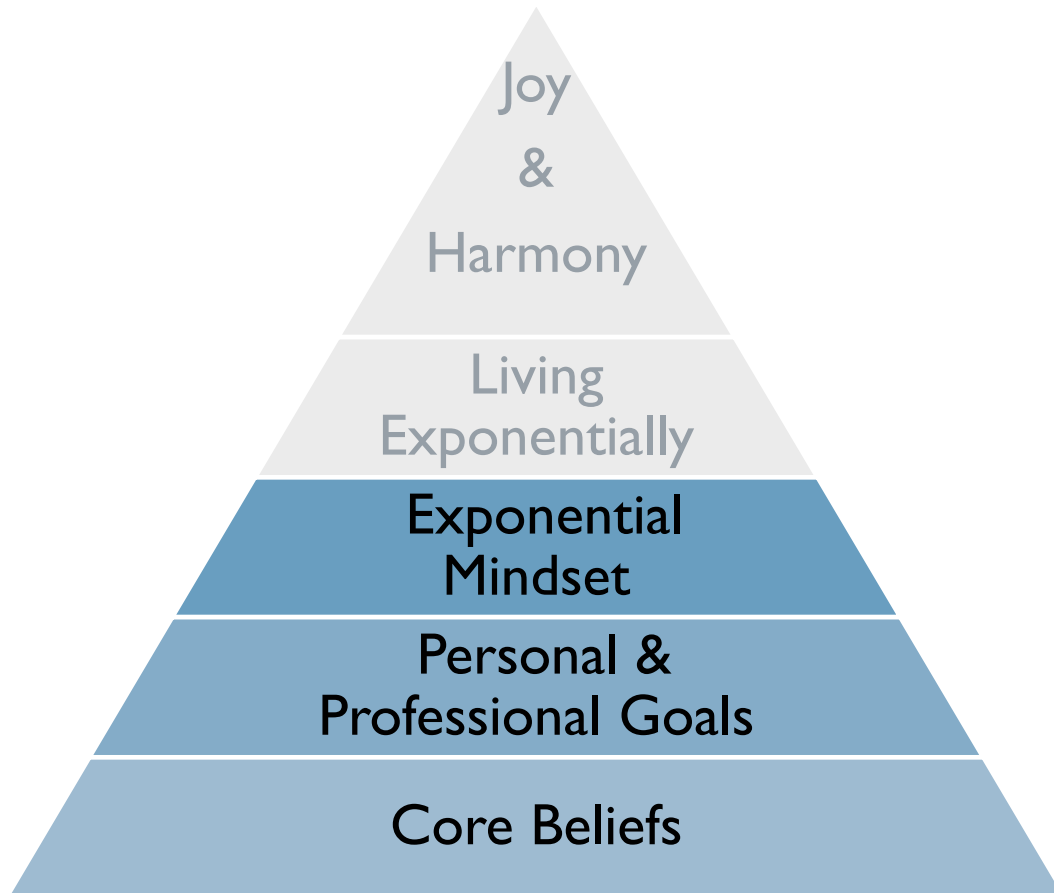 Joy
&
Harmony
Living
Exponentially
Exponential
Mindset
Personal &
Professional Goals
Core Beliefs